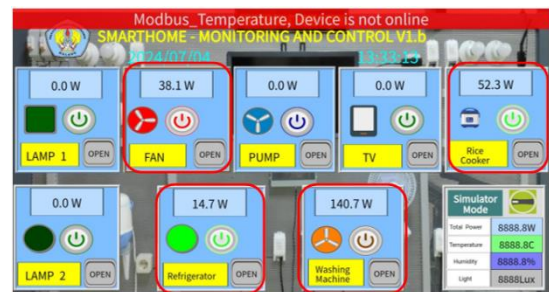 Modbus_Temperature, Device is not online
SMARTHOME - MONITORING AND CONTROL V1.b
2024/07/04 13:33:13
0.0 W
38.1 W
0.0 W
0.0 W
52.3 W
LAMP 1 OPEN
FAN OPEN
PUMP OPEN
TV OPEN
Rice
Cooker OPEN
0.0 W
14.7 W
140.7 W
LAMP 2 OPEN
Refrigerator OPEN
Washing
Machine OPEN
Simulator
Mode
Total Power 8888.8W
Temperature 8888.8C
Humidity 8888.8%
Light 8888Lux